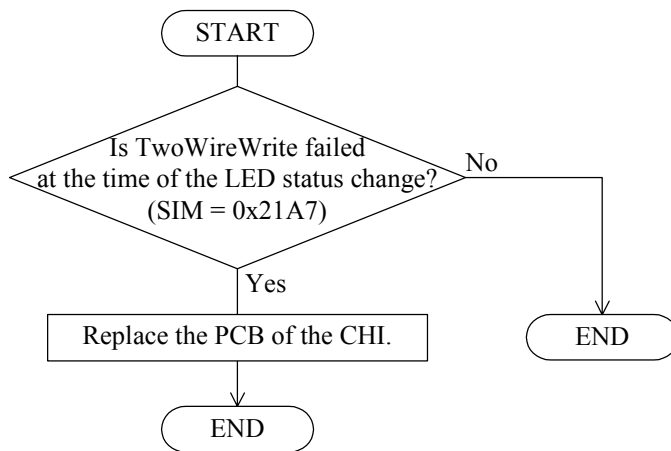 START
Is TwoWireWrite failed
at the time of the LED status change?
(SIM = 0x21A7)
No
Yes
Replace the PCB of the CHI.
END
END